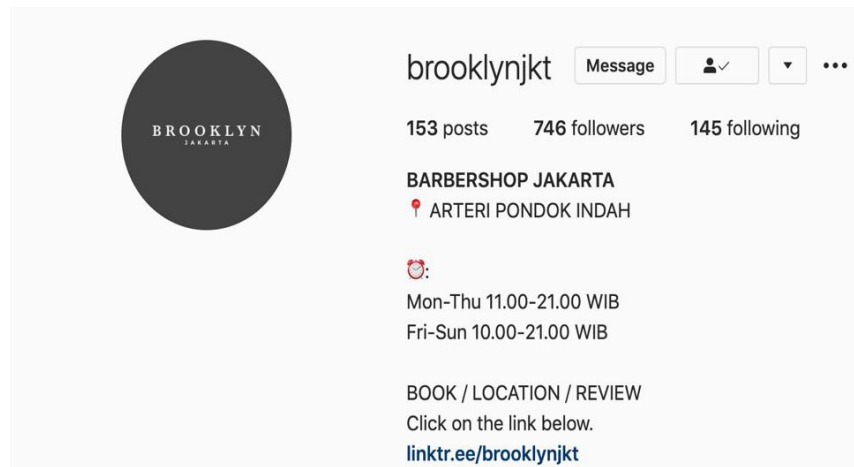 BROOKLYN
JAKARTA
brooklynjkt Message
153 posts 746 followers 145 following
BARBERSHOP JAKARTA
📍 ARTERI PONDOK INDAH
⏰:
Mon-Thu 11.00-21.00 WIB
Fri-Sun 10.00-21.00 WIB
BOOK / LOCATION / REVIEW
Click on the link below.
linktr.ee/brooklynjkt